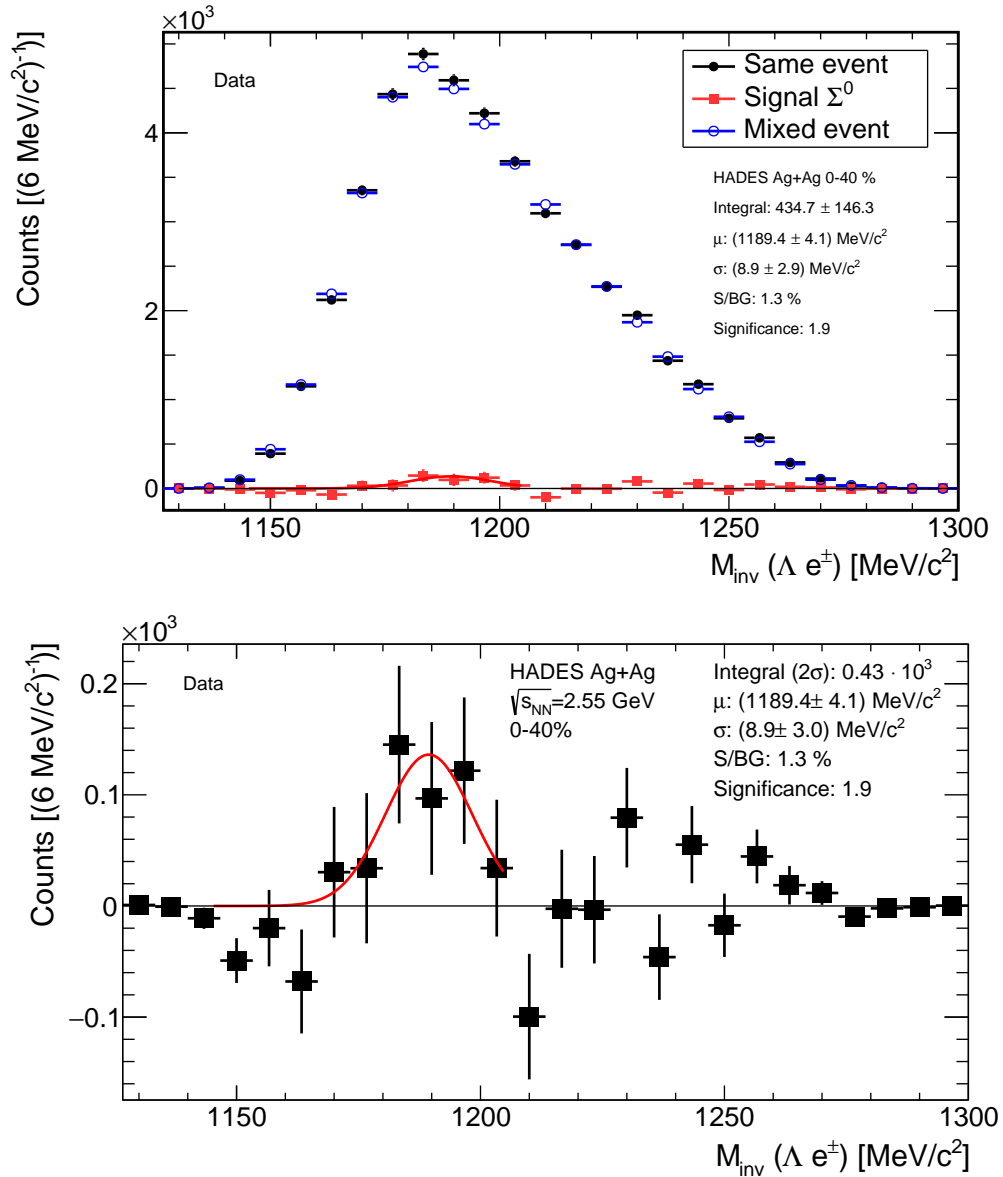 ×10³
Counts [(6 MeV/c²)⁻¹)]
Data
Same event
Signal Σ⁰
Mixed event
HADES Ag+Ag 0-40 %
Integral: 434.7 ± 146.3
μ: (1189.4 ± 4.1) MeV/c²
σ: (8.9 ± 2.9) MeV/c²
S/BG: 1.3 %
Significance: 1.9
4
2
0
1150 1200 1250 1300
M_inv (Λ e±) [MeV/c²]
×10³
Counts [(6 MeV/c²)⁻¹)]
Data
HADES Ag+Ag
√s_NN=2.55 GeV
0-40%
Integral (2σ): 0.43 · 10³
μ: (1189.4± 4.1) MeV/c²
σ: (8.9± 3.0) MeV/c²
S/BG: 1.3 %
Significance: 1.9
0.2
0.1
0
−0.1
1150 1200 1250 1300
M_inv (Λ e±) [MeV/c²]